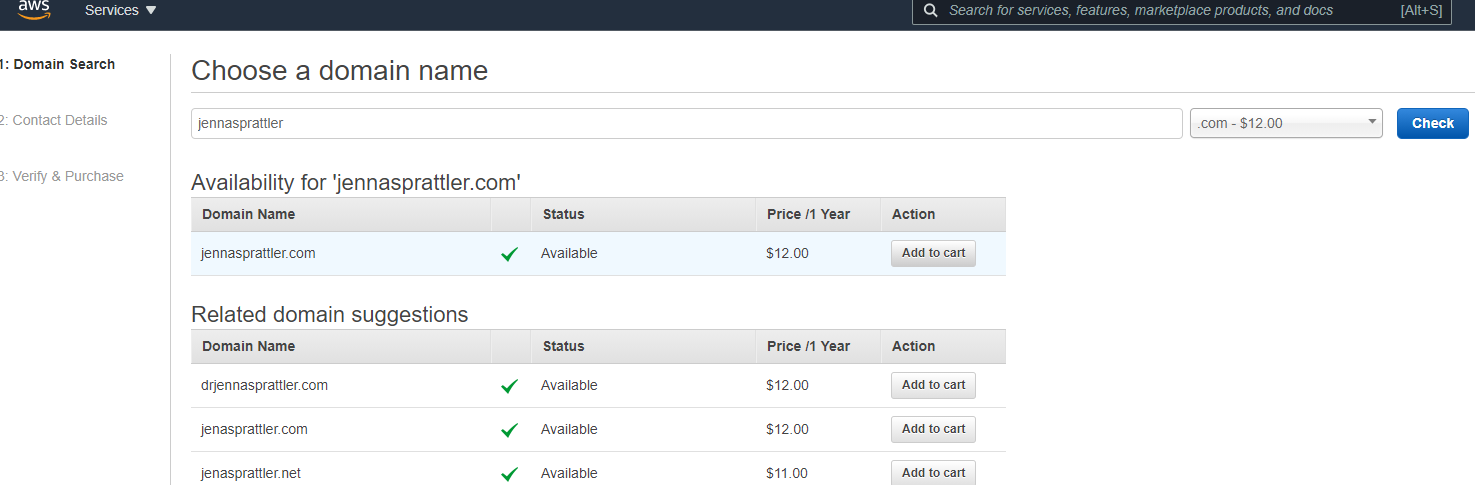 aws Services Search for services, features, marketplace products, and docs [Alt+S]
1: Domain Search
2: Contact Details
3: Verify & Purchase
Choose a domain name
jennasprattler .com - $12.00 Check
Availability for 'jennasprattler.com'
Domain Name Status Price /1 Year Action
jennasprattler.com Available $12.00 Add to cart
Related domain suggestions
Domain Name Status Price /1 Year Action
drjennasprattler.com Available $12.00 Add to cart
jenasprattler.com Available $12.00 Add to cart
jenasprattler.net Available $11.00 Add to cart